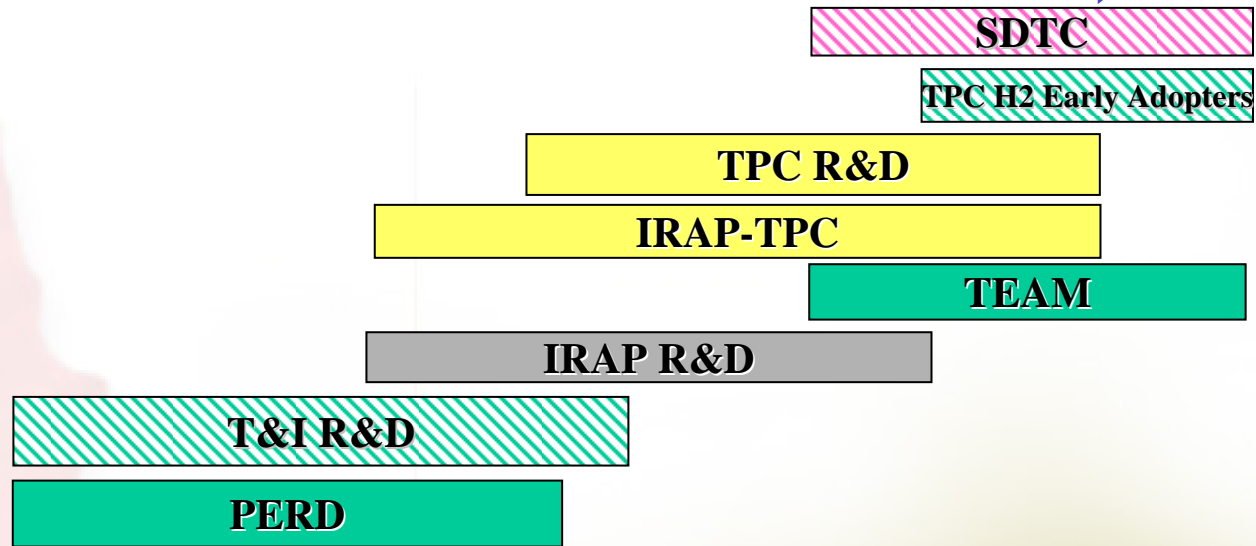 SDTC
TPC H2 Early Adopters
TPC R&D
IRAP-TPC
TEAM
IRAP R&D
T&I R&D
PERD